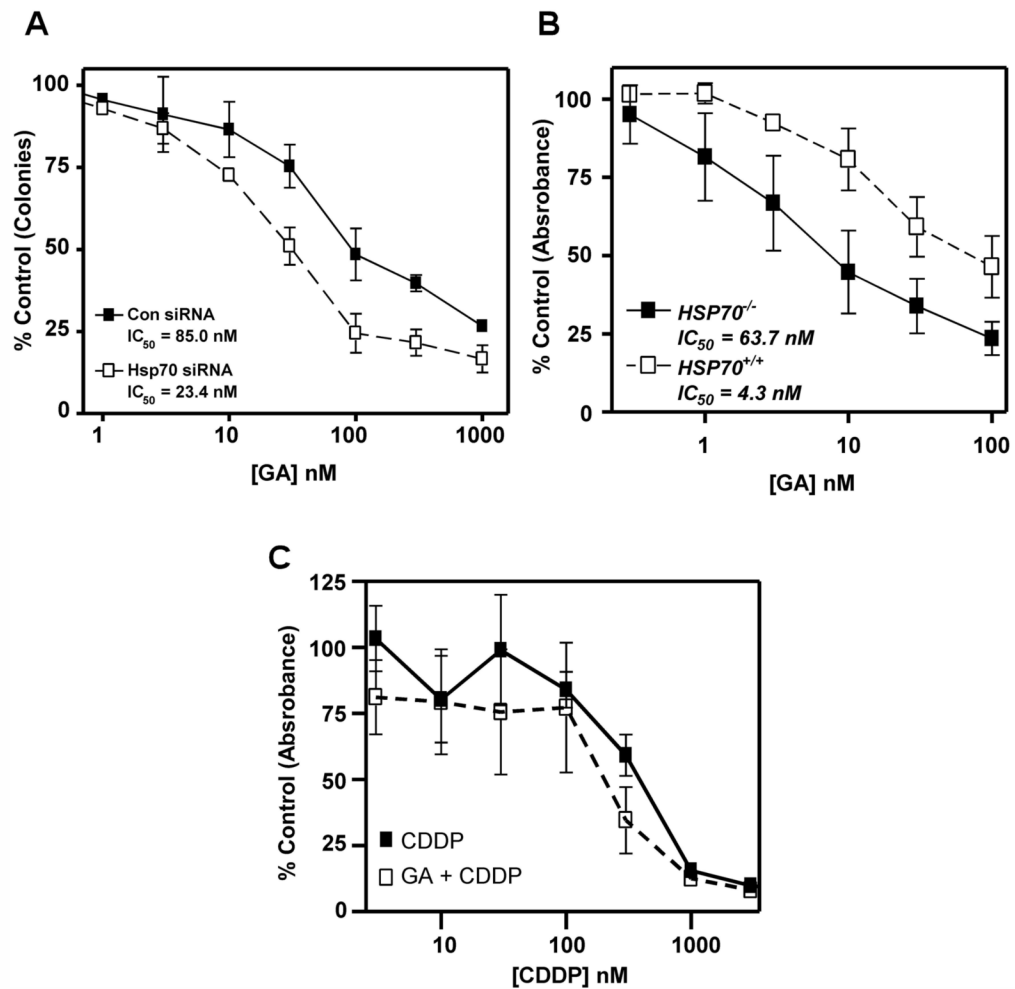 A
100
75
50
25
0
% Control (Colonies)
Con siRNA
IC50 = 85.0 nM
Hsp70 siRNA
IC50 = 23.4 nM
1 10 100 1000
[GA] nM
B
100
75
50
25
0
% Control (Absrobance)
HSP70-/-
IC50 = 63.7 nM
HSP70+/+
IC50 = 4.3 nM
1 10 100
[GA] nM
C
125
100
75
50
25
0
% Control (Absrobance)
CDDP
GA + CDDP
10 100 1000
[CDDP] nM